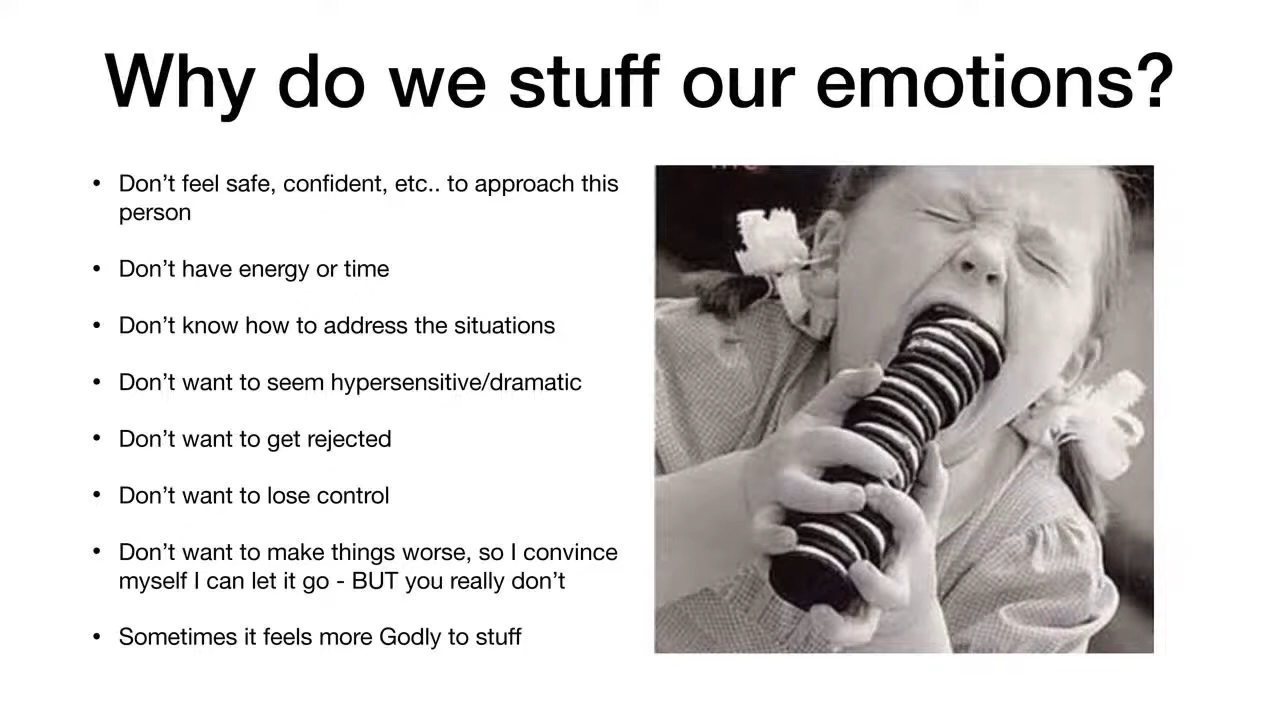 Why do we stuff our emotions?
• Don’t feel safe, confident, etc.. to approach this
person
• Don’t have energy or time
• Don’t know how to address the situations
• Don’t want to seem hypersensitive/dramatic
• Don’t want to get rejected
• Don’t want to lose control
• Don’t want to make things worse, so I convince
myself I can let it go - BUT you really don’t
• Sometimes it feels more Godly to stuff